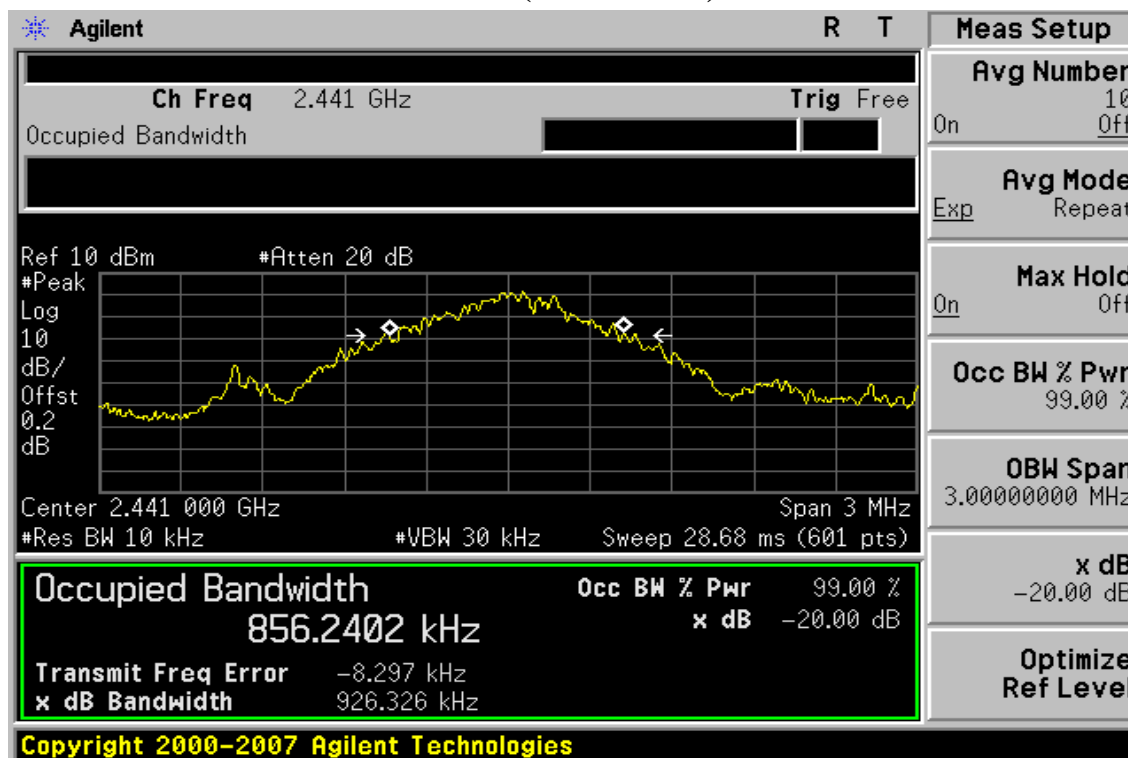 Agilent R T
Meas Setup
Ch Freq 2.441 GHz Trig Free
Occupied Bandwidth
Ref 10 dBm #Atten 20 dB
#Peak
Log
10
dB/
Offst
0.2
dB
Center 2.441 000 GHz Span 3 MHz
#Res BW 10 kHz #VBW 30 kHz Sweep 28.68 ms (601 pts)
Occupied Bandwidth Occ BW % Pwr 99.00 %
856.2402 kHz x dB -20.00 dB
Transmit Freq Error -8.297 kHz
x dB Bandwidth 926.326 kHz
Avg Number
10
On Off
Avg Mode
Exp Repeat
Max Hold
On Off
Occ BW % Pwr
99.00 %
OBW Span
3.00000000 MHz
x dB
-20.00 dB
Optimize
Ref Level
Copyright 2000-2007 Agilent Technologies